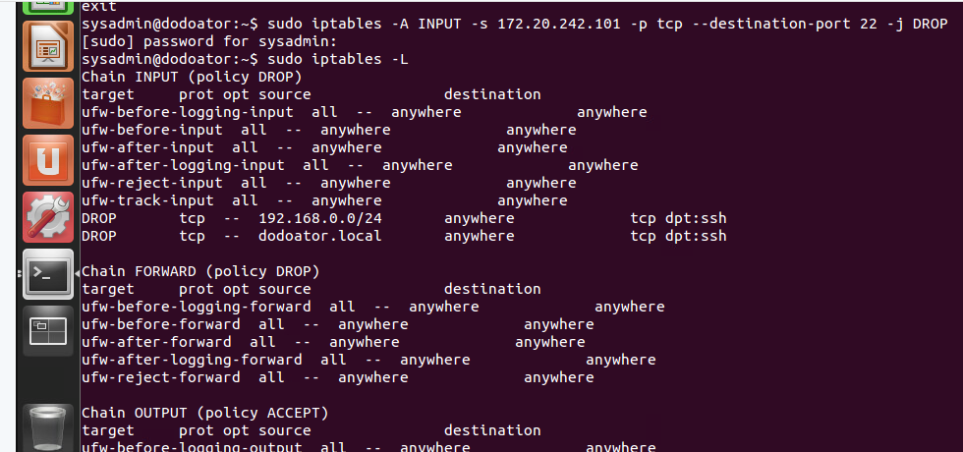 exit
sysadmin@dodoator:~$ sudo iptables -A INPUT -s 172.20.242.101 -p tcp --destination-port 22 -j DROP
[sudo] password for sysadmin:
sysadmin@dodoator:~$ sudo iptables -L
Chain INPUT (policy DROP)
target     prot opt source               destination
ufw-before-logging-input  all  --  anywhere             anywhere
ufw-before-input  all  --  anywhere             anywhere
ufw-after-input  all  --  anywhere             anywhere
ufw-after-logging-input  all  --  anywhere             anywhere
ufw-reject-input  all  --  anywhere             anywhere
ufw-track-input  all  --  anywhere             anywhere
DROP       tcp  --  192.168.0.0/24       anywhere             tcp dpt:ssh
DROP       tcp  --  dodoator.local       anywhere             tcp dpt:ssh
Chain FORWARD (policy DROP)
target     prot opt source               destination
ufw-before-logging-forward  all  --  anywhere             anywhere
ufw-before-forward  all  --  anywhere             anywhere
ufw-after-forward  all  --  anywhere             anywhere
ufw-after-logging-forward  all  --  anywhere             anywhere
ufw-reject-forward  all  --  anywhere             anywhere
Chain OUTPUT (policy ACCEPT)
target     prot opt source               destination
ufw-before-logging-output  all  --  anywhere             anywhere